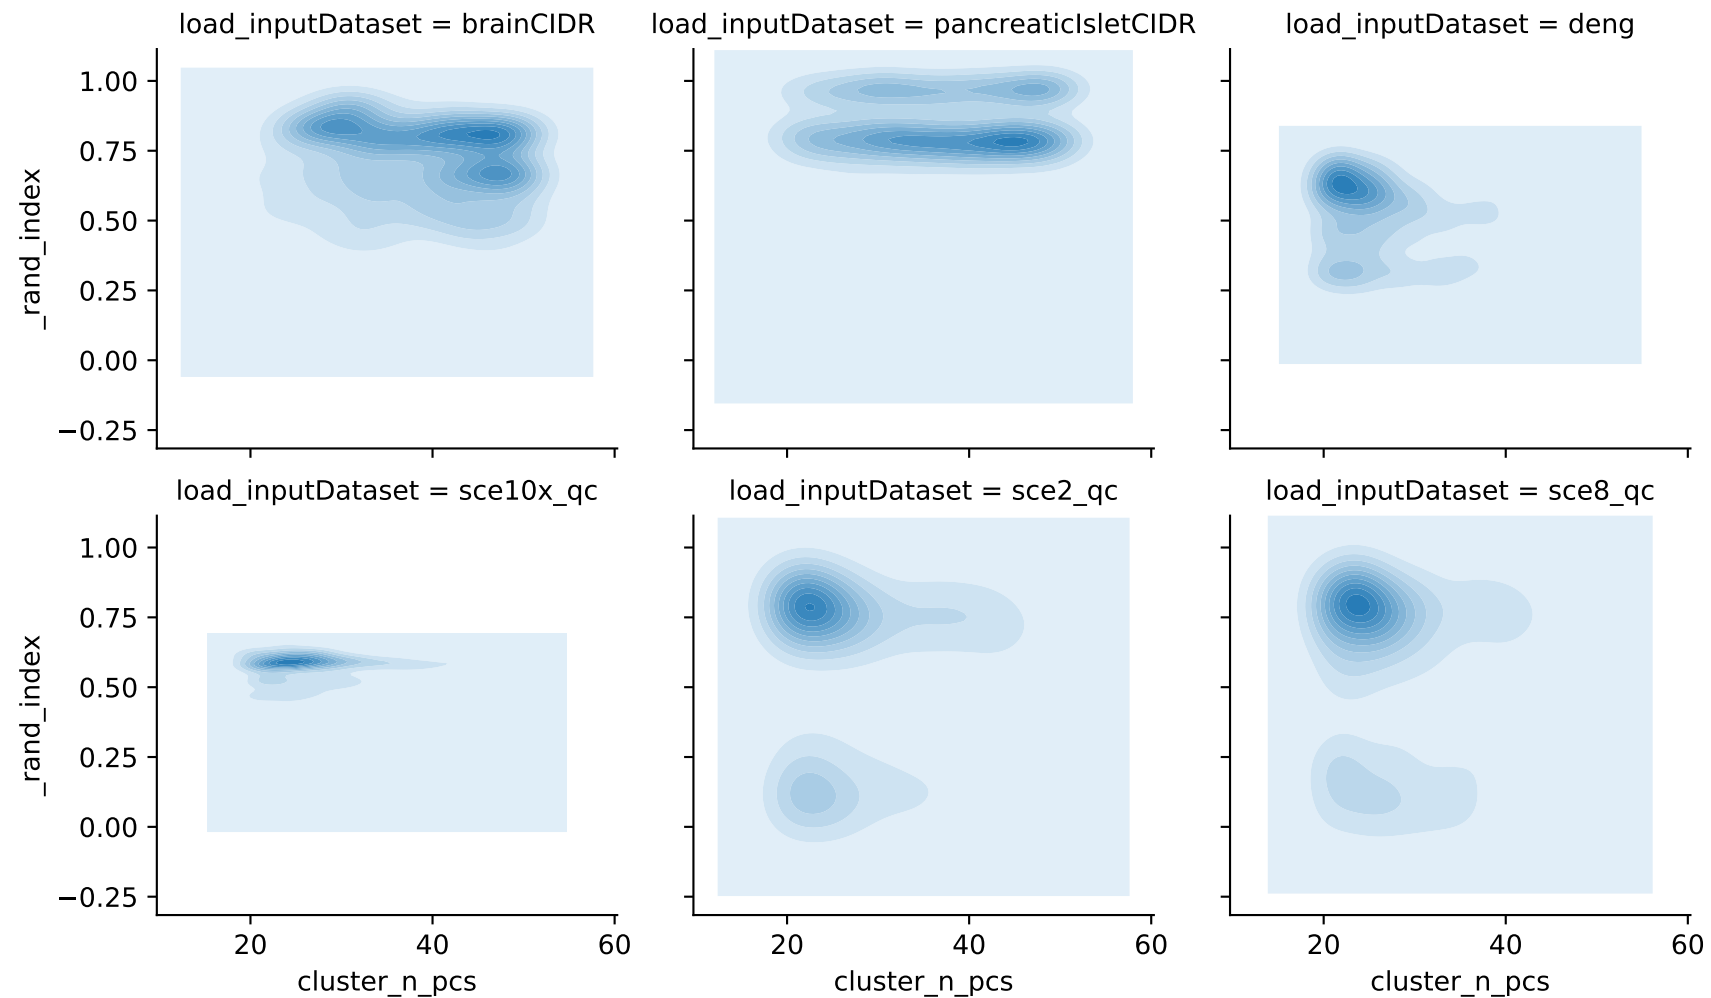 load_inputDataset = brainCIDR
load_inputDataset = pancreaticIsletCIDR
load_inputDataset = deng
1.00
0.75
0.50
0.25
0.00
−0.25
_rand_index
load_inputDataset = sce10x_qc
load_inputDataset = sce2_qc
load_inputDataset = sce8_qc
1.00
0.75
0.50
0.25
0.00
−0.25
_rand_index
20 40 60
20 40 60
20 40 60
cluster_n_pcs
cluster_n_pcs
cluster_n_pcs